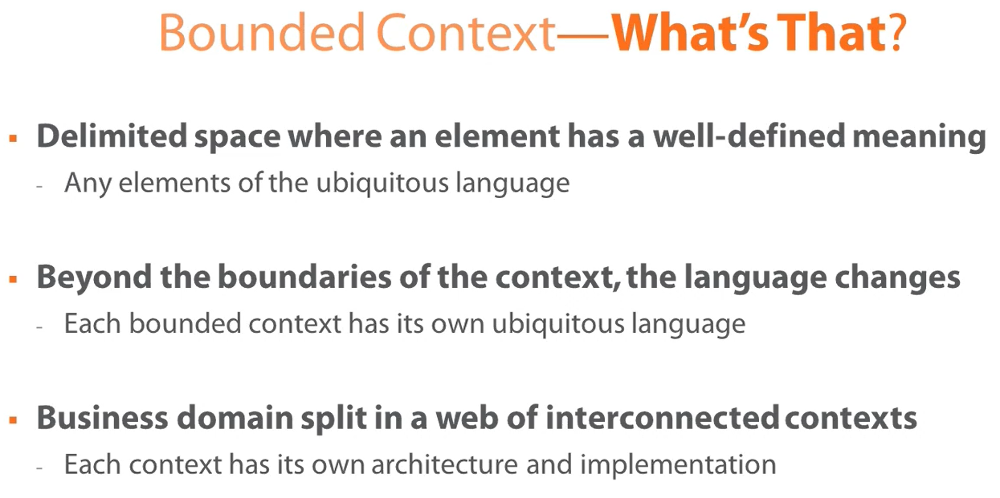 Bounded Context—What's That?
▪ Delimited space where an element has a well-defined meaning
- Any elements of the ubiquitous language
▪ Beyond the boundaries of the context, the language changes
- Each bounded context has its own ubiquitous language
▪ Business domain split in a web of interconnected contexts
- Each context has its own architecture and implementation